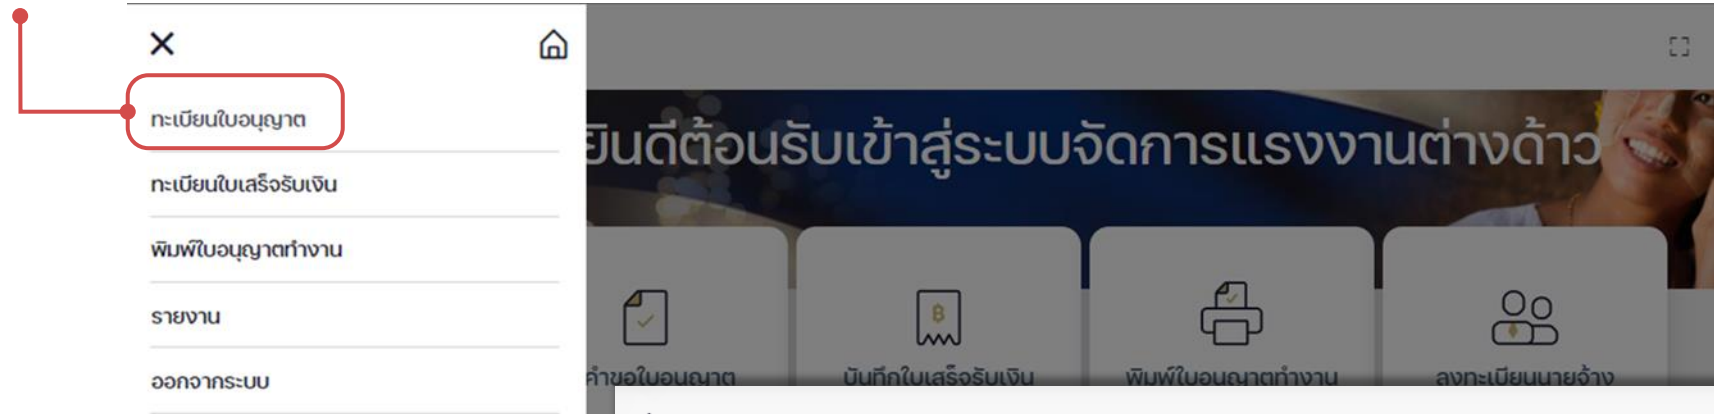 ทะเบียนใบอนุญาต
ทะเบียนใบเสร็จรับเงิน
พิมพ์ใบอนุญาตทำงาน
รายงาน
ออกจากระบบ
ยินดีต้อนรับเข้าสู่ระบบจัดการแรงงานต่างด้าว
คำขอใบอนุญาต
บันทึกใบเสร็จรับเงิน
พิมพ์ใบอนุญาตทำงาน
ลงทะเบียนนายจ้าง